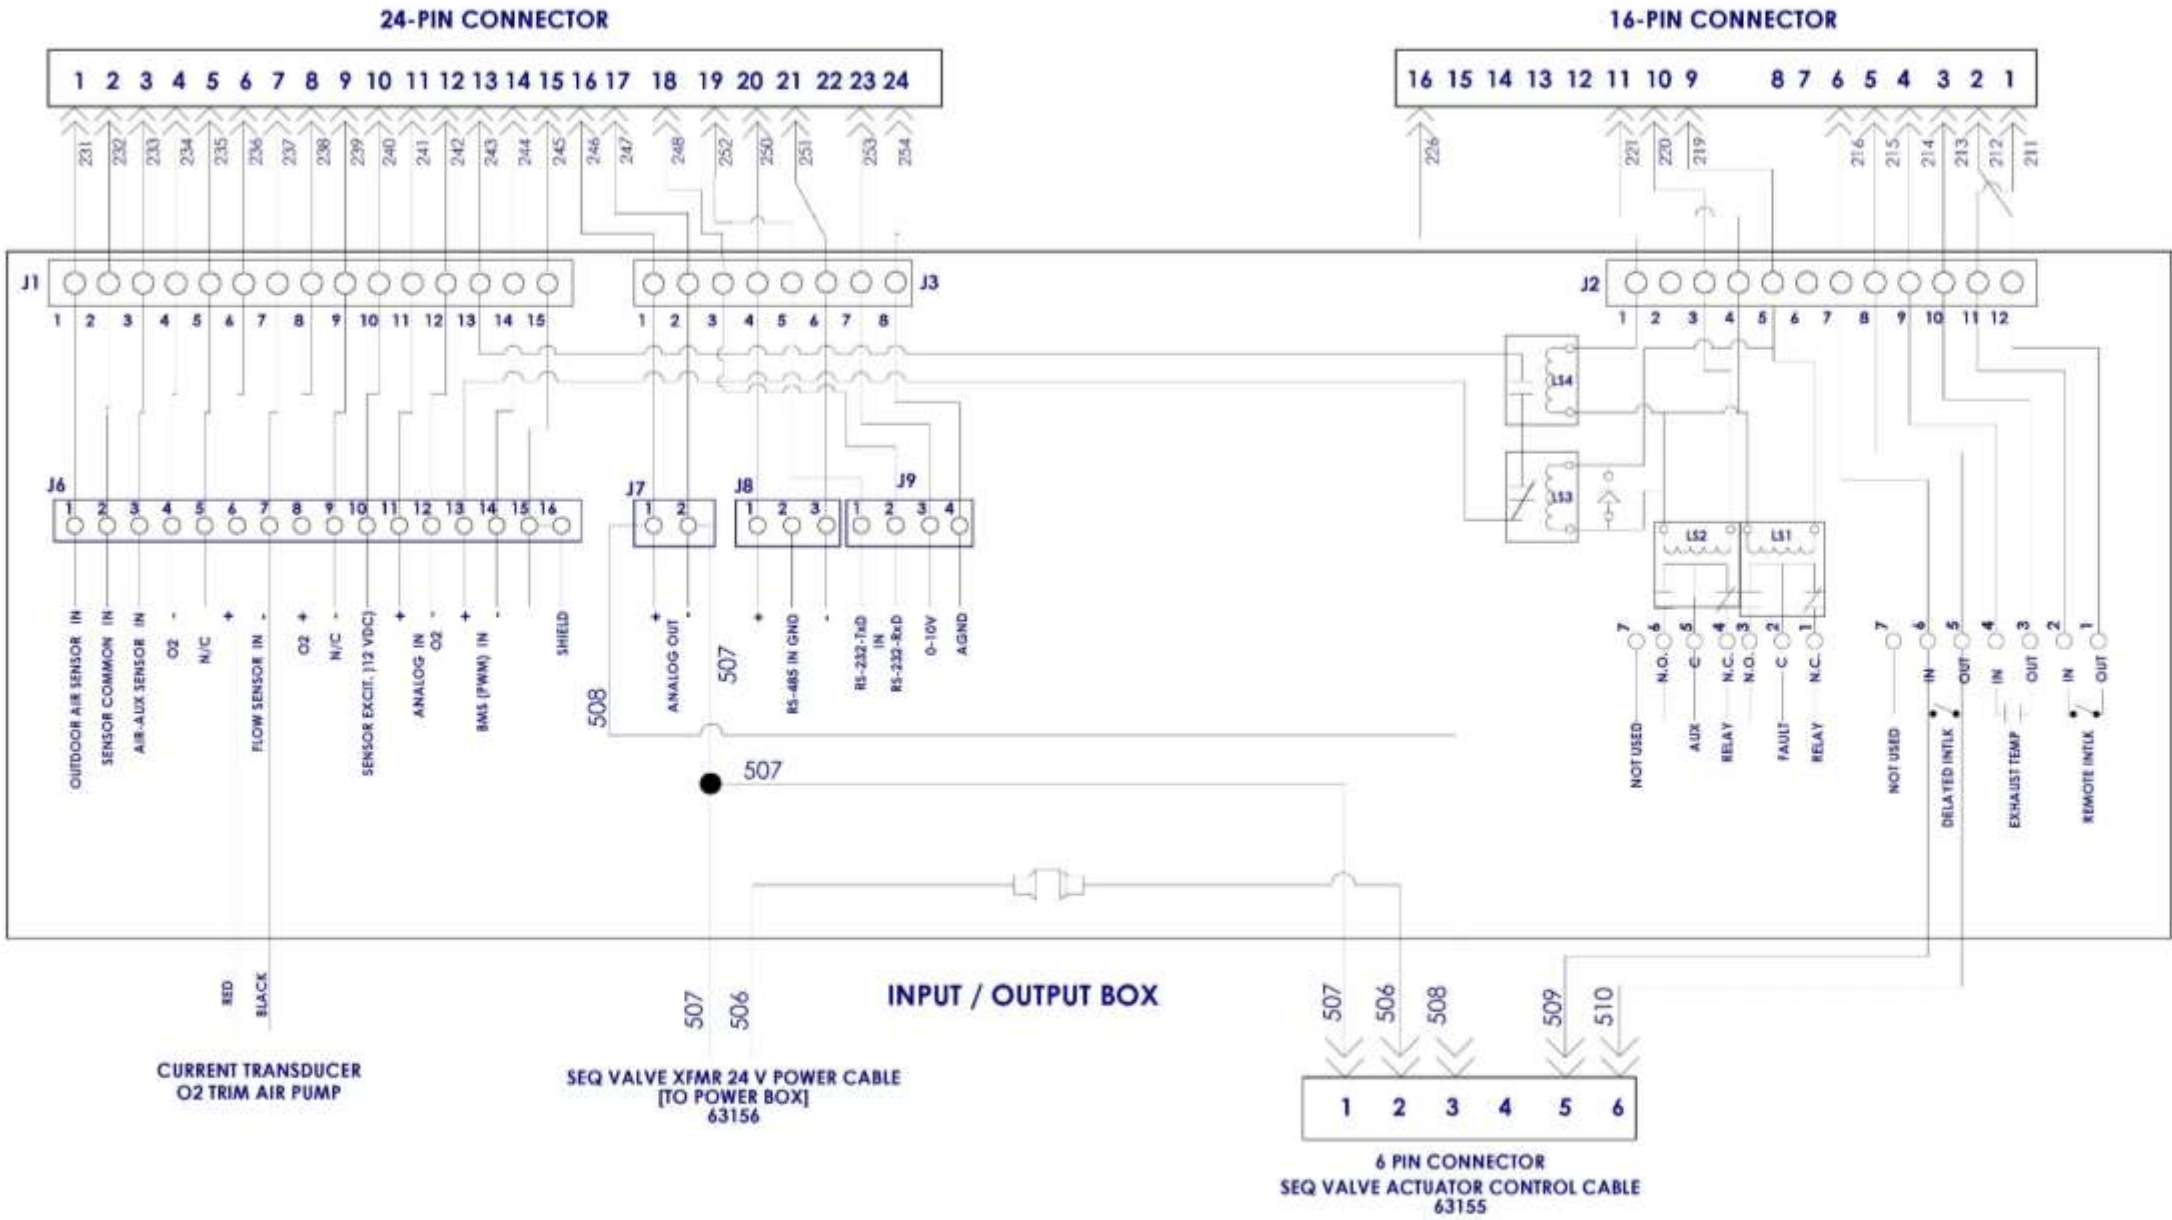 24-PIN CONNECTOR
16-PIN CONNECTOR
1 2 3 4 5 6 7 8 9 10 11 12 13 14 15 16 17 18 19 20 21 22 23 24
16 15 14 13 12 11 10 9 8 7 6 5 4 3 2 1
231 232 233 234 235 236 237 238 239 240 241 242 243 244 245 246 247 248 252 250 251 253 254
226 221 220 219 216 215 214 213 212 211
J1
J3
J2
1 2 3 4 5 6 7 8 9 10 11 12 13 14 15
1 2 3 4 5 6 7 8
1 2 3 4 5 6 7 8 9 10 11 12
LS4
LS3
LS2
LS1
J6
J7
J8
J9
1 2 3 4 5 6 7 8 9 10 11 12 13 14 15 16
1 2
1 2 3
1 2 3 4
7 6 5 4 3 2 1
7 6 5 4 3 2 1
OUTDOOR AIR SENSOR IN
SENSOR COMMON IN
AIR-AUX SENSOR IN
O2 -
N/C
+
FLOW SENSOR IN -
O2 +
N/C -
SENSOR EXCIT. )12 VDC)
ANALOG IN +
O2 -
BMS (PWM) IN +
-
SHIELD
+
ANALOG OUT
-
+
RS-485 IN GND
-
RS-232-TxD
IN
RS-232-RxD
0-10V
AGND
508
507
507
NOT USED
N.O.
C
AUX
N.C.
RELAY
N.O.
C
FAULT
N.C.
RELAY
NOT USED
IN
OUT
DELAYED INTLK
IN
OUT
EXHAUST TEMP
IN
OUT
REMOTE INTLK
RED
BLACK
507
506
INPUT / OUTPUT BOX
507
506
508
509
510
CURRENT TRANSDUCER
O2 TRIM AIR PUMP
SEQ VALVE XFMR 24 V POWER CABLE
[TO POWER BOX]
63156
1 2 3 4 5 6
6 PIN CONNECTOR
SEQ VALVE ACTUATOR CONTROL CABLE
63155